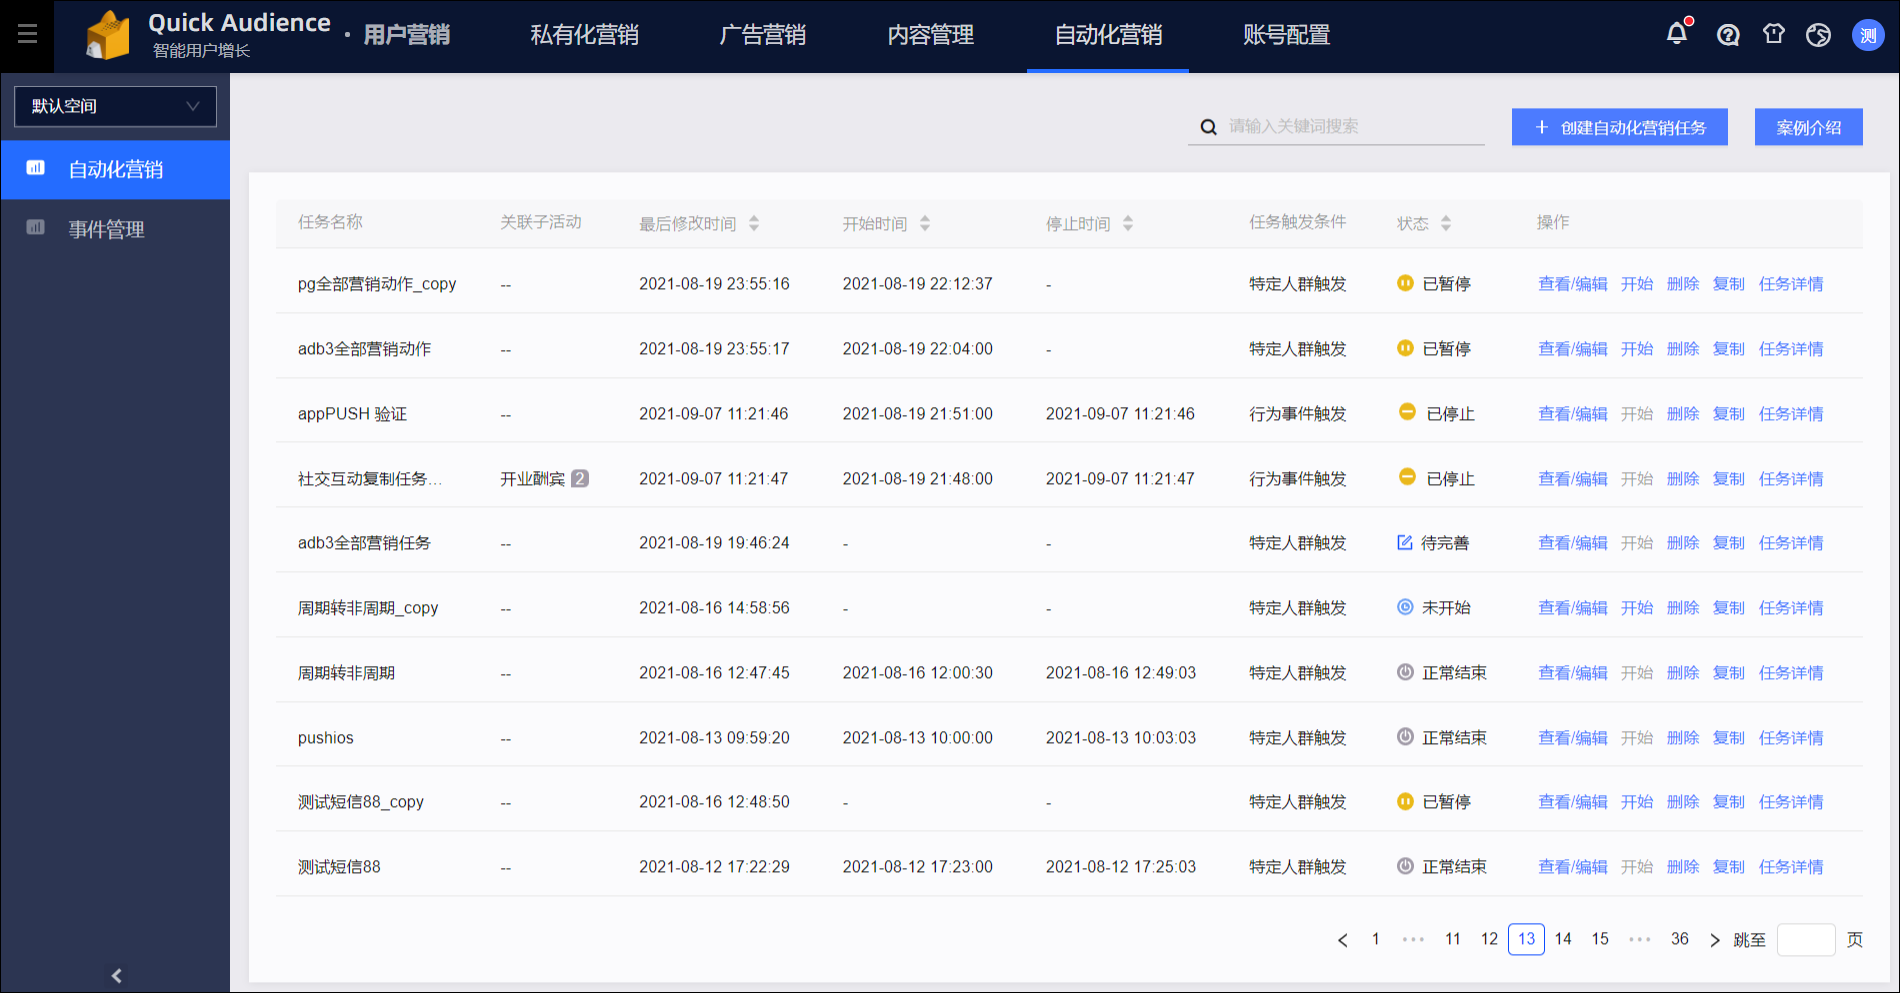 Quick Audience · 用户营销 私有化营销 广告营销 内容管理 自动化营销 账号配置 测
智能用户增长
默认空间
自动化营销
事件管理
请输入关键词搜索 + 创建自动化营销任务 案例介绍
任务名称 关联子活动 最后修改时间 开始时间 停止时间 任务触发条件 状态 操作
pg全部营销动作_copy -- 2021-08-19 23:55:16 2021-08-19 22:12:37 - 特定人群触发 已暂停 查看/编辑 开始 删除 复制 任务详情
adb3全部营销动作 -- 2021-08-19 23:55:17 2021-08-19 22:04:00 - 特定人群触发 已暂停 查看/编辑 开始 删除 复制 任务详情
appPUSH 验证 -- 2021-09-07 11:21:46 2021-08-19 21:51:00 2021-09-07 11:21:46 行为事件触发 已停止 查看/编辑 开始 删除 复制 任务详情
社交互动复制任务... 开业酬宾 2 2021-09-07 11:21:47 2021-08-19 21:48:00 2021-09-07 11:21:47 行为事件触发 已停止 查看/编辑 开始 删除 复制 任务详情
adb3全部营销任务 -- 2021-08-19 19:46:24 - - 特定人群触发 待完善 查看/编辑 开始 删除 复制 任务详情
周期转非周期_copy -- 2021-08-16 14:58:56 - - 特定人群触发 未开始 查看/编辑 开始 删除 复制 任务详情
周期转非周期 -- 2021-08-16 12:47:45 2021-08-16 12:00:30 2021-08-16 12:49:03 特定人群触发 正常结束 查看/编辑 开始 删除 复制 任务详情
pushios -- 2021-08-13 09:59:20 2021-08-13 10:00:00 2021-08-13 10:03:03 特定人群触发 正常结束 查看/编辑 开始 删除 复制 任务详情
测试短信88_copy -- 2021-08-16 12:48:50 - - 特定人群触发 已暂停 查看/编辑 开始 删除 复制 任务详情
测试短信88 -- 2021-08-12 17:22:29 2021-08-12 17:23:00 2021-08-12 17:25:03 特定人群触发 正常结束 查看/编辑 开始 删除 复制 任务详情
< 1 ··· 11 12 13 14 15 ··· 36 > 跳至 页